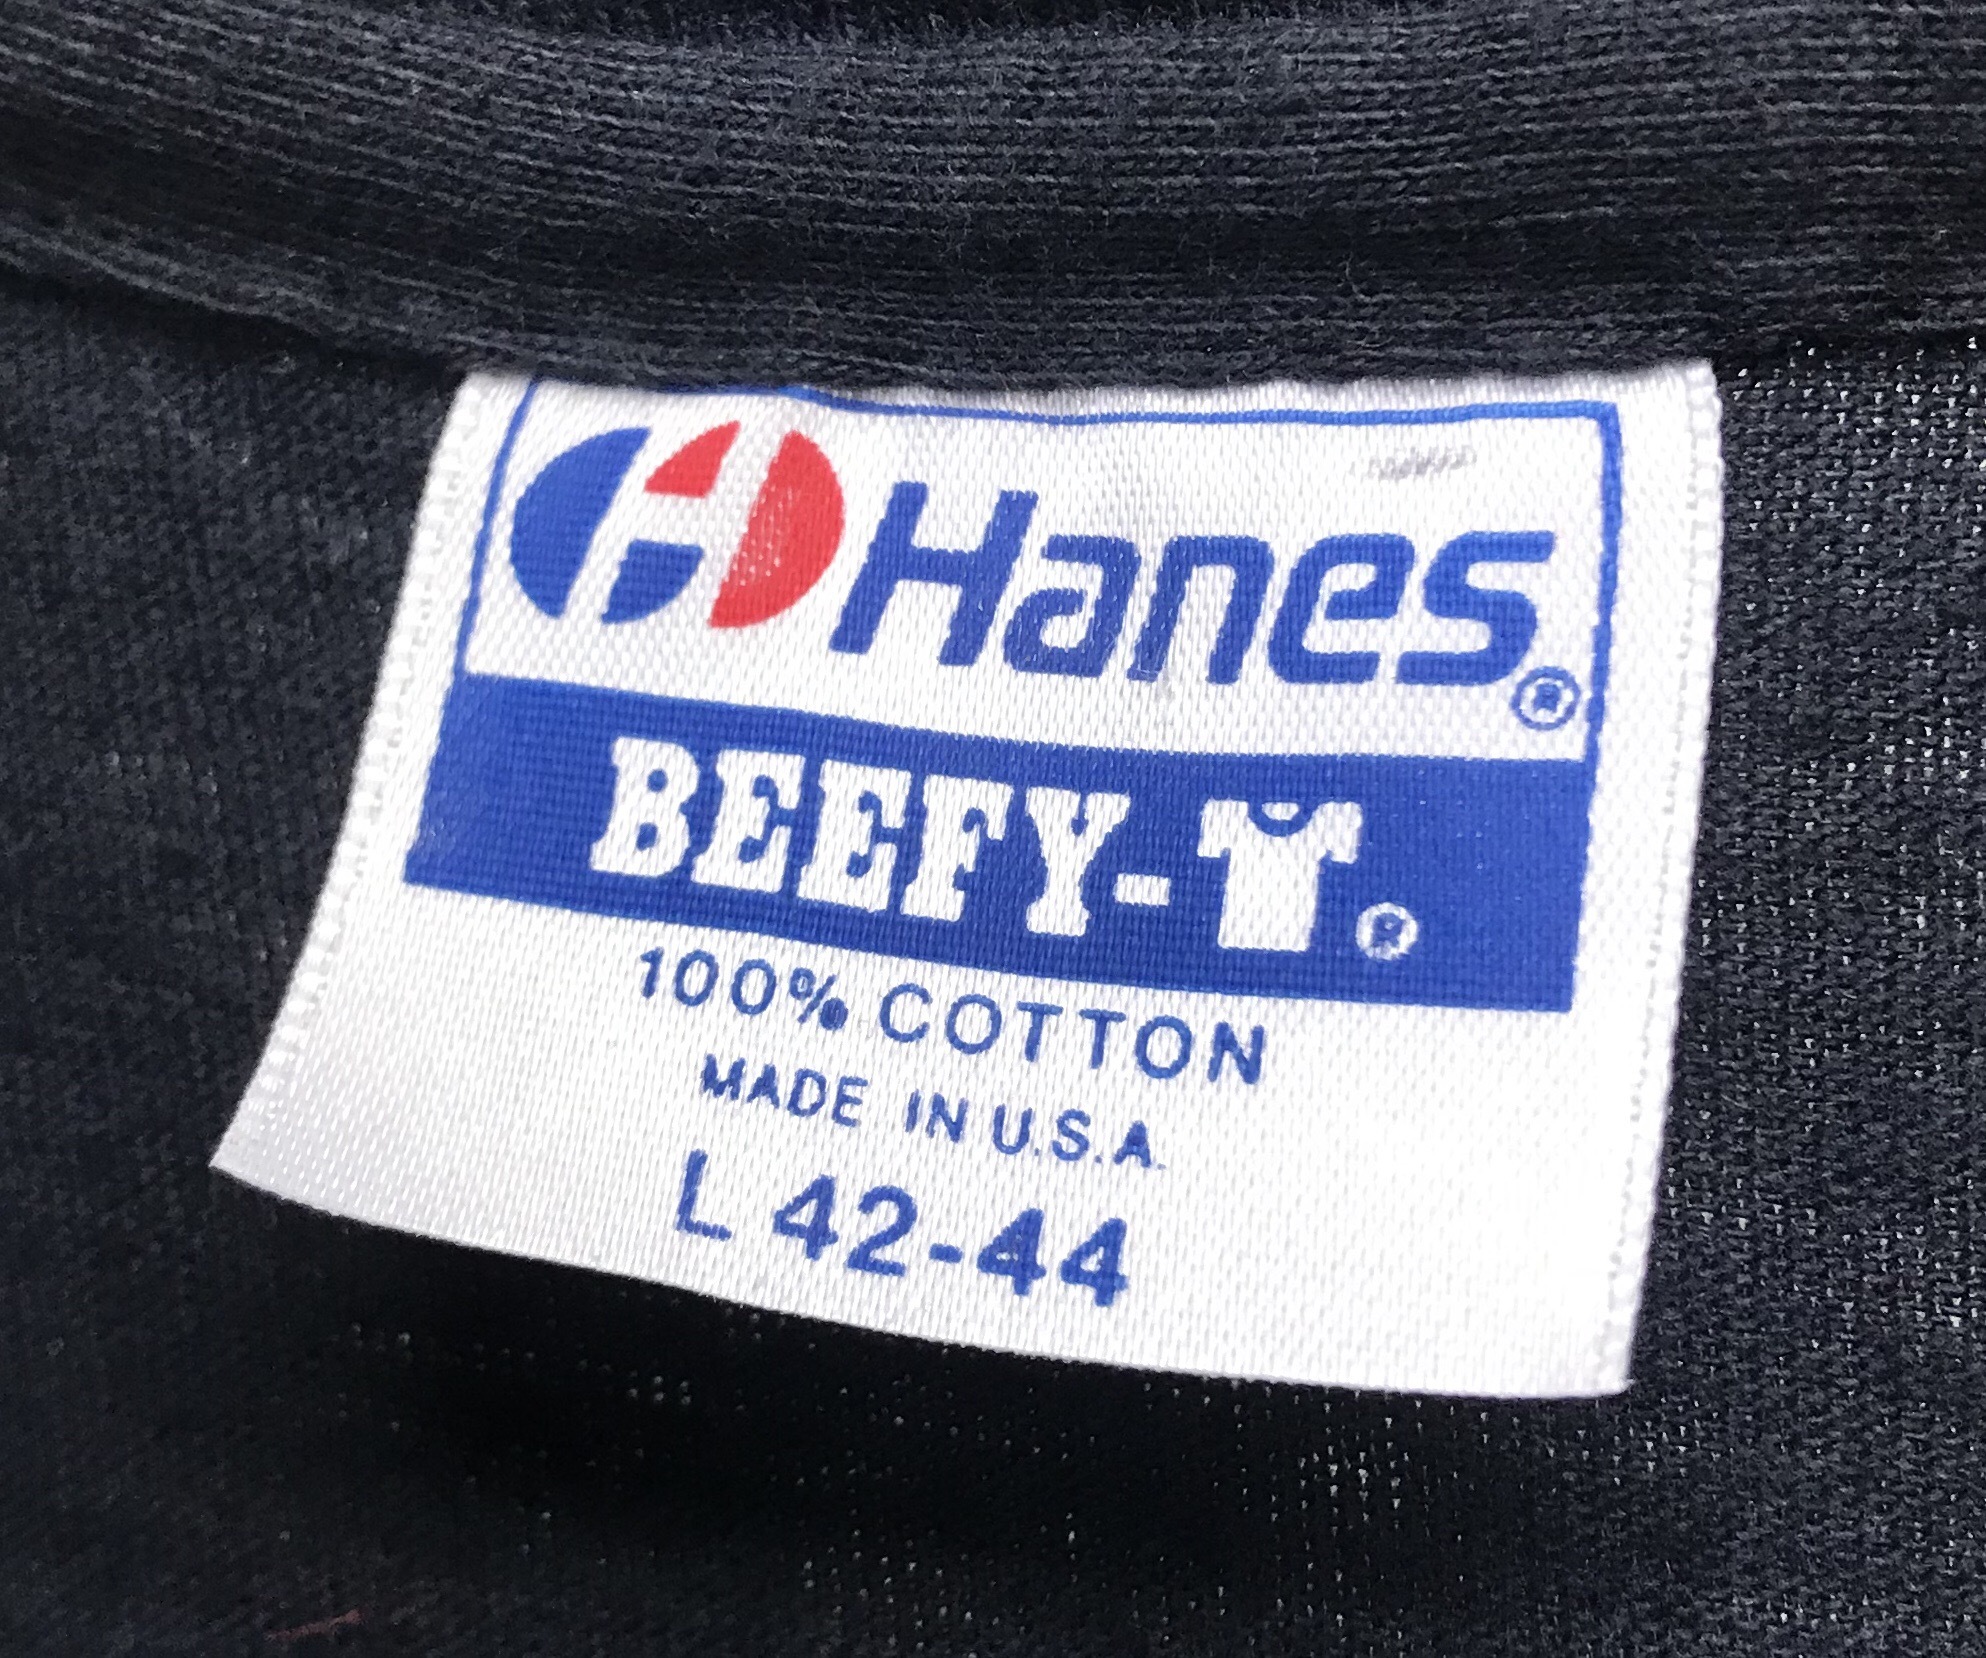 Hanes®
BEEFY-T®
100% COTTON
MADE IN U.S.A.
L 42-44